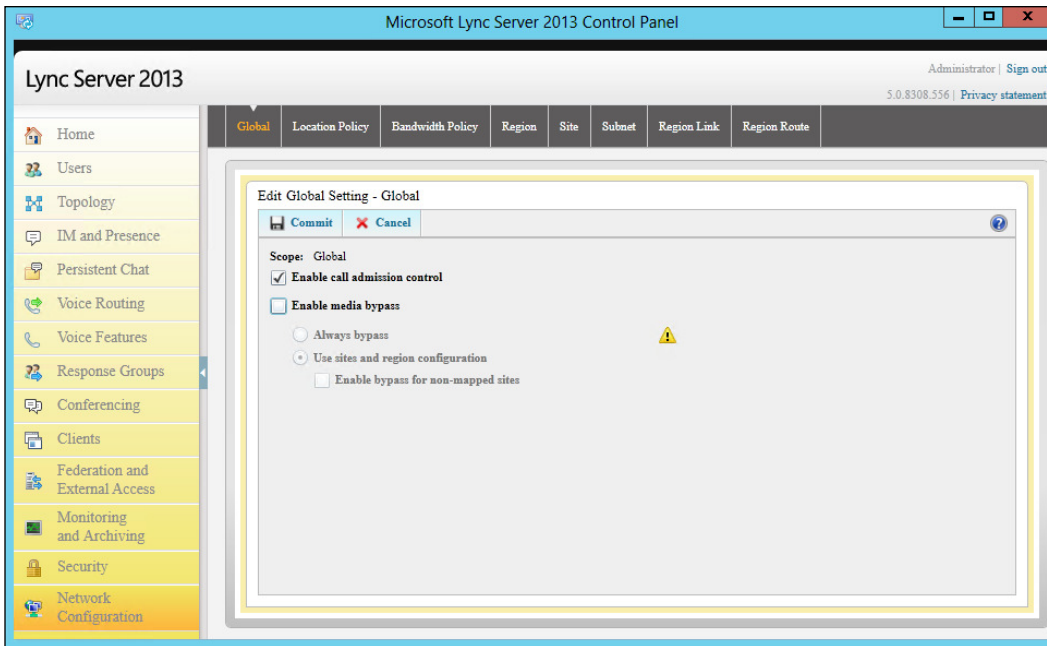 Microsoft Lync Server 2013 Control Panel
Lync Server 2013
Administrator | Sign out
5.0.8308.556 | Privacy statement
Home
Users
Topology
IM and Presence
Persistent Chat
Voice Routing
Voice Features
Response Groups
Conferencing
Clients
Federation and
External Access
Monitoring
and Archiving
Security
Network
Configuration
Global Location Policy Bandwidth Policy Region Site Subnet Region Link Region Route
Edit Global Setting - Global
Commit Cancel
Scope: Global
Enable call admission control
Enable media bypass
Always bypass
Use sites and region configuration
Enable bypass for non-mapped sites